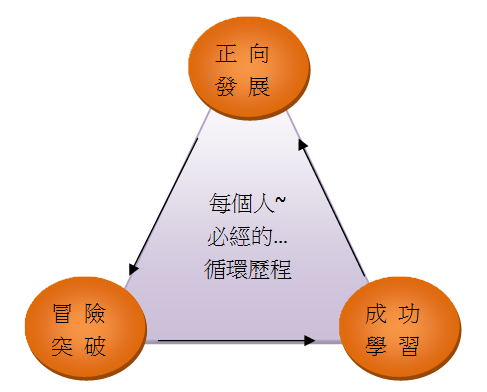 正 向
發 展
每個人~
必經的...
循環歷程
冒 險
突 破
成 功
學 習